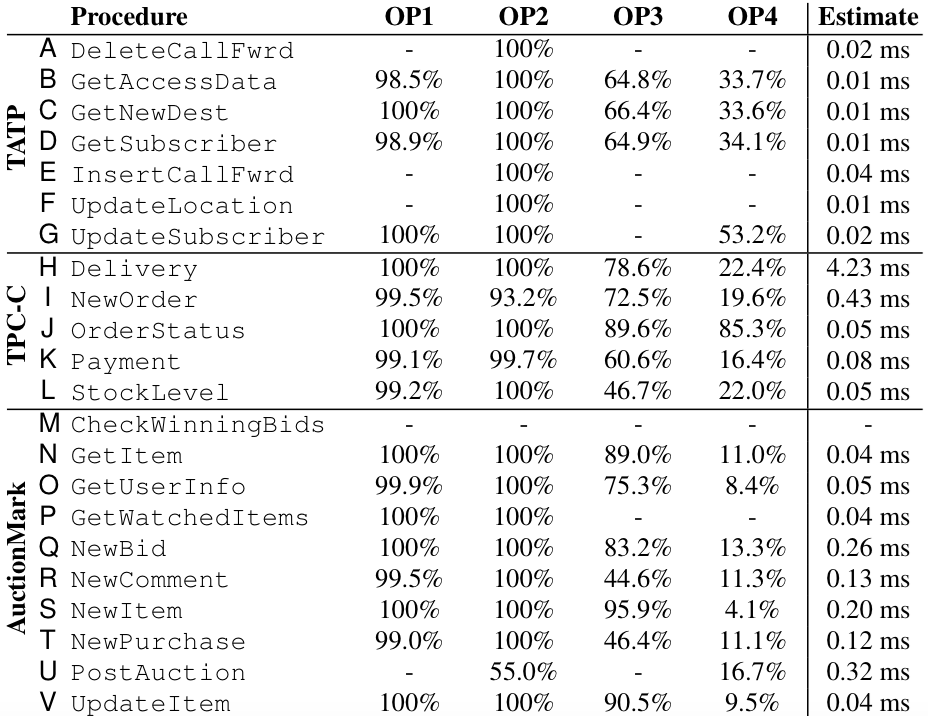 Procedure OP1 OP2 OP3 OP4 Estimate
TATP
A DeleteCallFwrd - 100% - - 0.02 ms
B GetAccessData 98.5% 100% 64.8% 33.7% 0.01 ms
C GetNewDest 100% 100% 66.4% 33.6% 0.01 ms
D GetSubscriber 98.9% 100% 64.9% 34.1% 0.01 ms
E InsertCallFwrd - 100% - - 0.04 ms
F UpdateLocation - 100% - - 0.01 ms
G UpdateSubscriber 100% 100% - 53.2% 0.02 ms
TPC-C
H Delivery 100% 100% 78.6% 22.4% 4.23 ms
I NewOrder 99.5% 93.2% 72.5% 19.6% 0.43 ms
J OrderStatus 100% 100% 89.6% 85.3% 0.05 ms
K Payment 99.1% 99.7% 60.6% 16.4% 0.08 ms
L StockLevel 99.2% 100% 46.7% 22.0% 0.05 ms
AuctionMark
M CheckWinningBids - - - - -
N GetItem 100% 100% 89.0% 11.0% 0.04 ms
O GetUserInfo 99.9% 100% 75.3% 8.4% 0.05 ms
P GetWatchedItems 100% 100% - - 0.04 ms
Q NewBid 100% 100% 83.2% 13.3% 0.26 ms
R NewComment 99.5% 100% 44.6% 11.3% 0.13 ms
S NewItem 100% 100% 95.9% 4.1% 0.20 ms
T NewPurchase 99.0% 100% 46.4% 11.1% 0.12 ms
U PostAuction - 55.0% - 16.7% 0.32 ms
V UpdateItem 100% 100% 90.5% 9.5% 0.04 ms